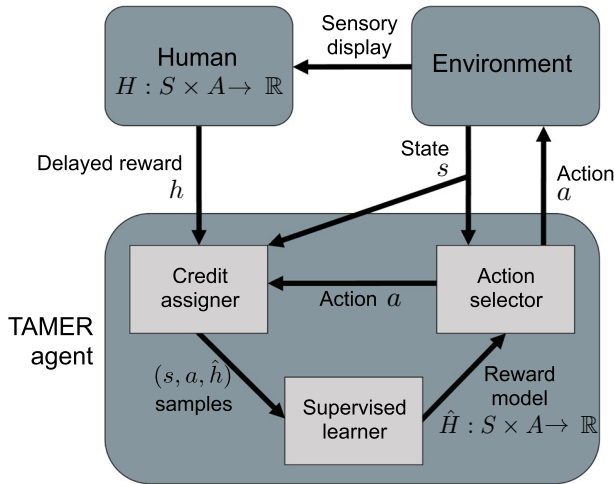 Sensory
display
Human
H : S × A→ ℝ
Environment
Delayed reward
h
State
s
Action
a
Credit
assigner
Action a
Action
selector
TAMER
agent
(s, a, ĥ)
samples
Supervised
learner
Reward
model
Ĥ : S × A→ ℝ